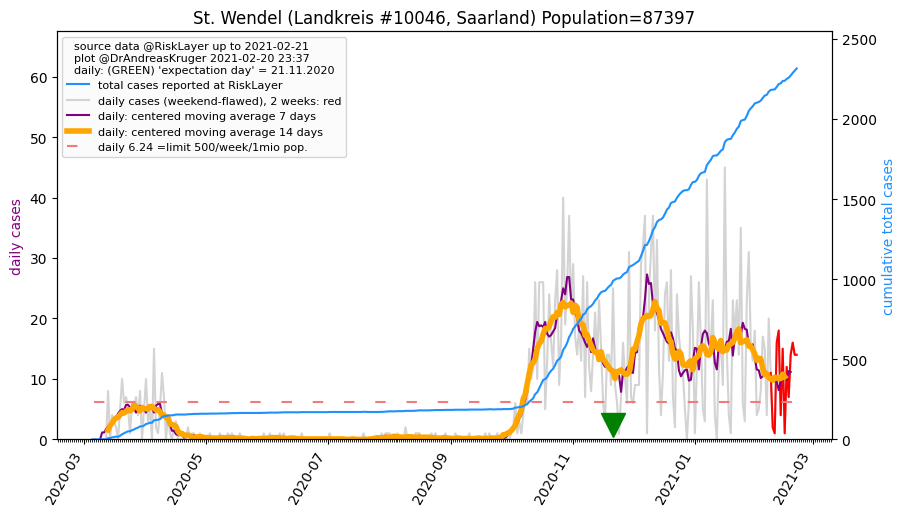 St. Wendel (Landkreis #10046, Saarland) Population=87397
source data @RiskLayer up to 2021-02-21
plot @DrAndreasKruger 2021-02-20 23:37
daily: (GREEN) 'expectation day' = 21.11.2020
total cases reported at RiskLayer
daily cases (weekend-flawed), 2 weeks: red
daily: centered moving average 7 days
daily: centered moving average 14 days
daily 6.24 =limit 500/week/1mio pop.
daily cases
60
50
40
30
20
10
0
cumulative total cases
2500
2000
1500
1000
500
0
2020-03
2020-05
2020-07
2020-09
2020-11
2021-01
2021-03